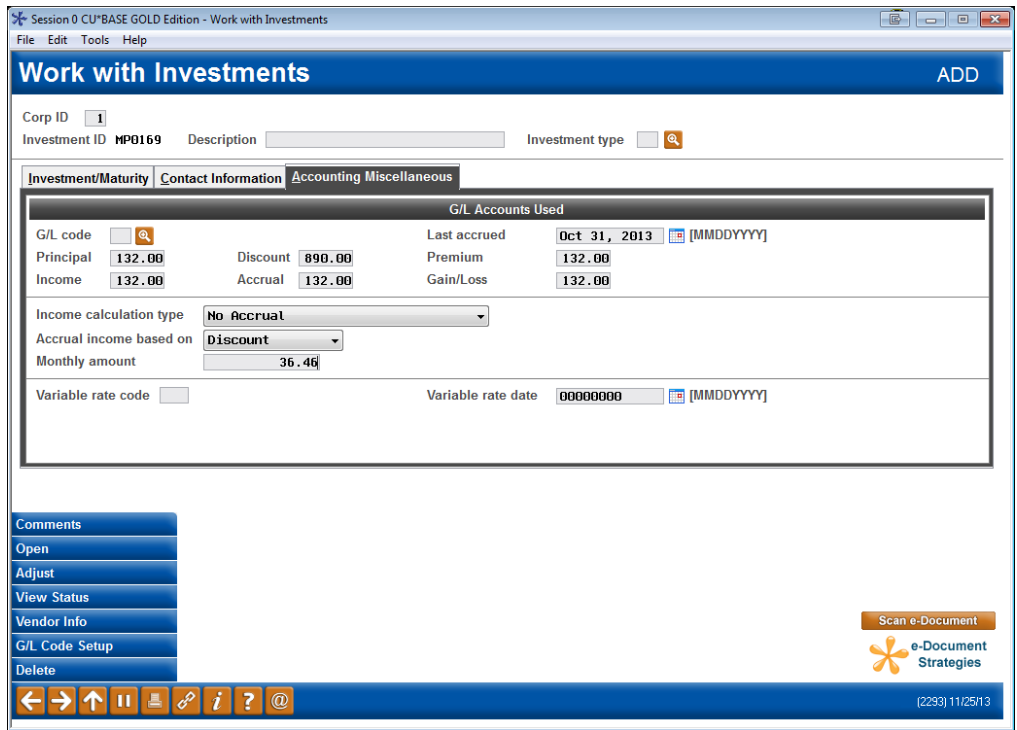 Session 0 CU*BASE GOLD Edition - Work with Investments
File Edit Tools Help
Work with Investments ADD
Corp ID 1
Investment ID MP0169 Description Investment type
Investment/Maturity Contact Information Accounting Miscellaneous
G/L Accounts Used
G/L code Last accrued Oct 31, 2013 [MMDDYYYY]
Principal 132.00 Discount 890.00 Premium 132.00
Income 132.00 Accrual 132.00 Gain/Loss 132.00
Income calculation type No Accrual
Accrual income based on Discount
Monthly amount 36.46
Variable rate code Variable rate date 00000000 [MMDDYYYY]
Comments
Open
Adjust
View Status
Vendor Info
G/L Code Setup
Delete
Scan e-Document
e-Document
Strategies
(2293) 11/25/13